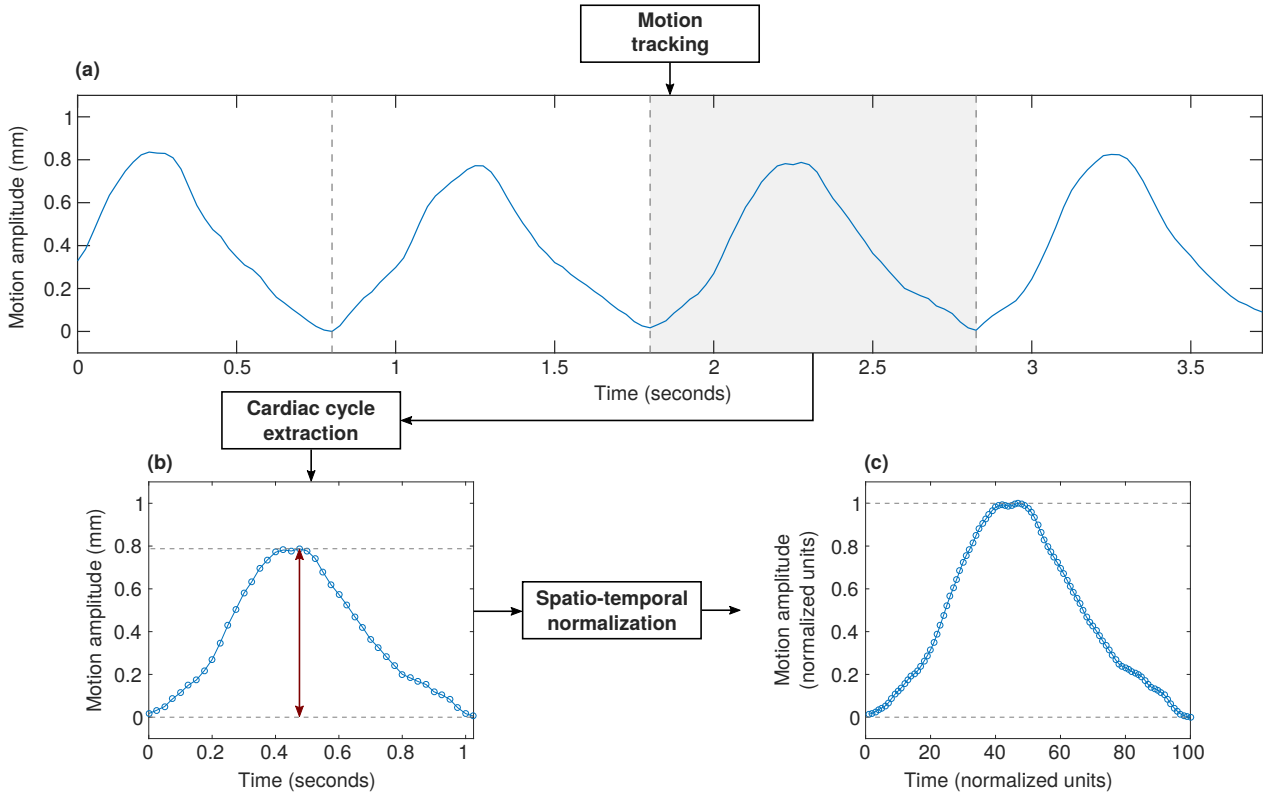 Motion
tracking
(a)
Motion amplitude (mm)
1
0.8
0.6
0.4
0.2
0
0 0.5 1 1.5 2 2.5 3 3.5
Time (seconds)
Cardiac cycle
extraction
(b)
Motion amplitude (mm)
1
0.8
0.6
0.4
0.2
0
0 0.2 0.4 0.6 0.8 1
Time (seconds)
Spatio-temporal
normalization
(c)
Motion amplitude
(normalized units)
1
0.8
0.6
0.4
0.2
0
0 20 40 60 80 100
Time (normalized units)